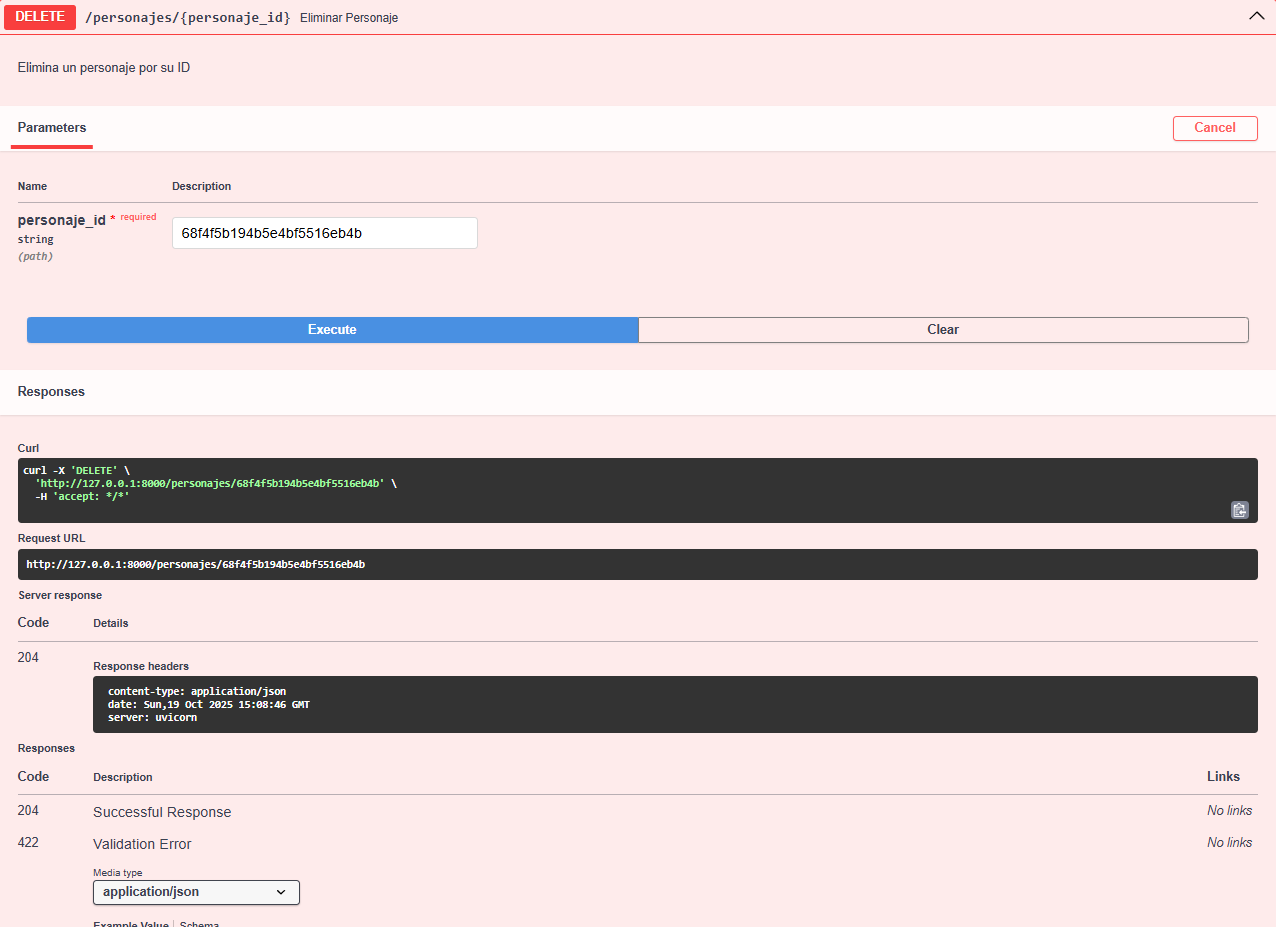 DELETE /personajes/{personaje_id} Eliminar Personaje
Elimina un personaje por su ID
Parameters
Cancel
Name Description
personaje_id * required
string
(path)
68f4f5b194b5e4bf5516eb4b
Execute Clear
Responses
Curl
curl -X 'DELETE' \
'http://127.0.0.1:8000/personajes/68f4f5b194b5e4bf5516eb4b' \
-H 'accept: */*'
Request URL
http://127.0.0.1:8000/personajes/68f4f5b194b5e4bf5516eb4b
Server response
Code Details
204
Response headers
content-type: application/json
date: Sun,19 Oct 2025 15:08:46 GMT
server: uvicorn
Responses
Code Description Links
204 Successful Response No links
422 Validation Error No links
Media type
application/json
Example Value Schema